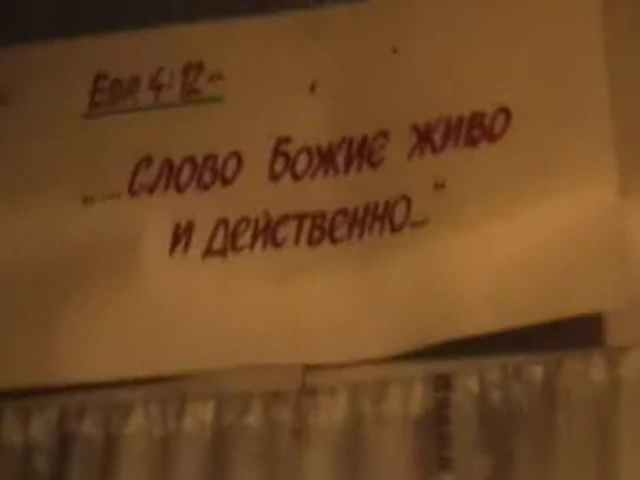 Евр 4:12-
„...слово Божие живо
и действенно..."